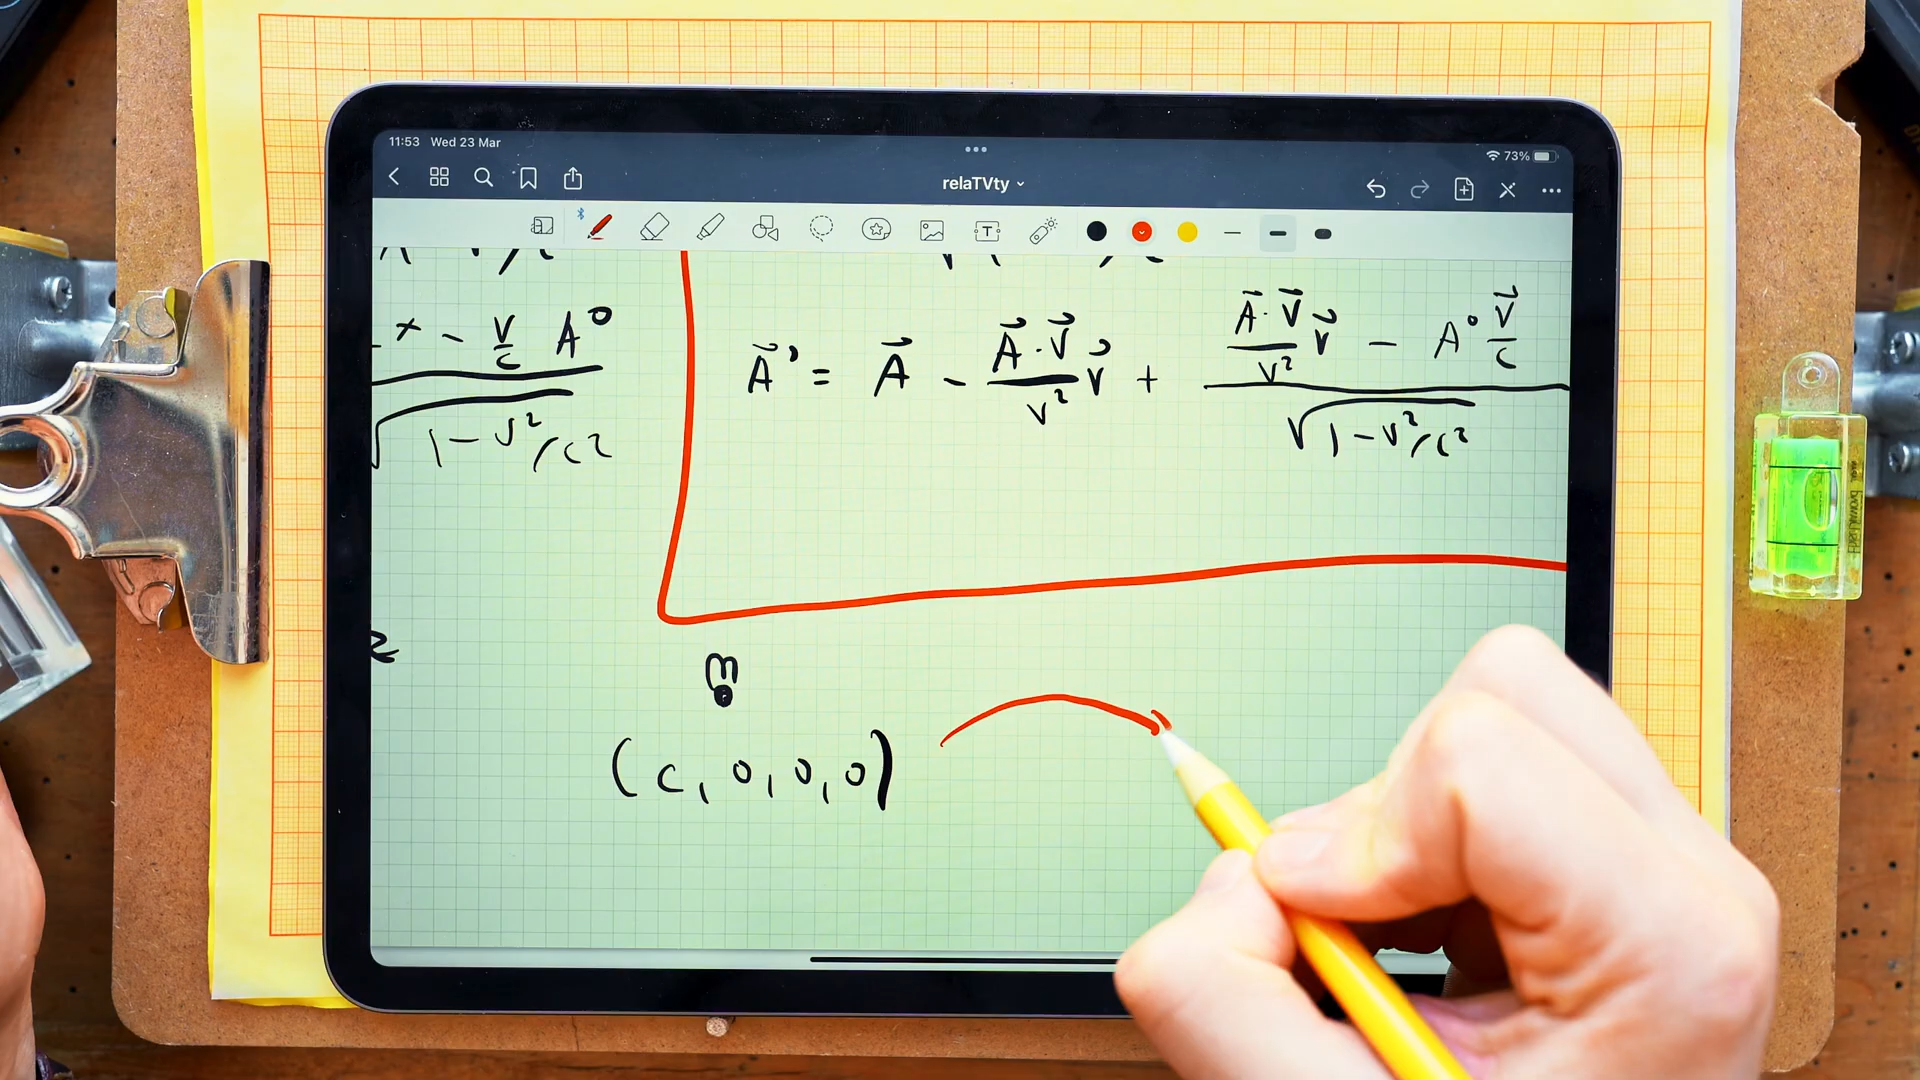 11:53 Wed 23 Mar
73%
relaTVty
T
x - v/c A⁰
√1 - v²/c²
A⃗' = A⃗ - (A⃗·v⃗)/v² v⃗ + ((A⃗·v⃗)/v² v⃗ - A⁰ v⃗/c)/√(1 - v²/c²)
2
m
(c, 0, 0, 0)